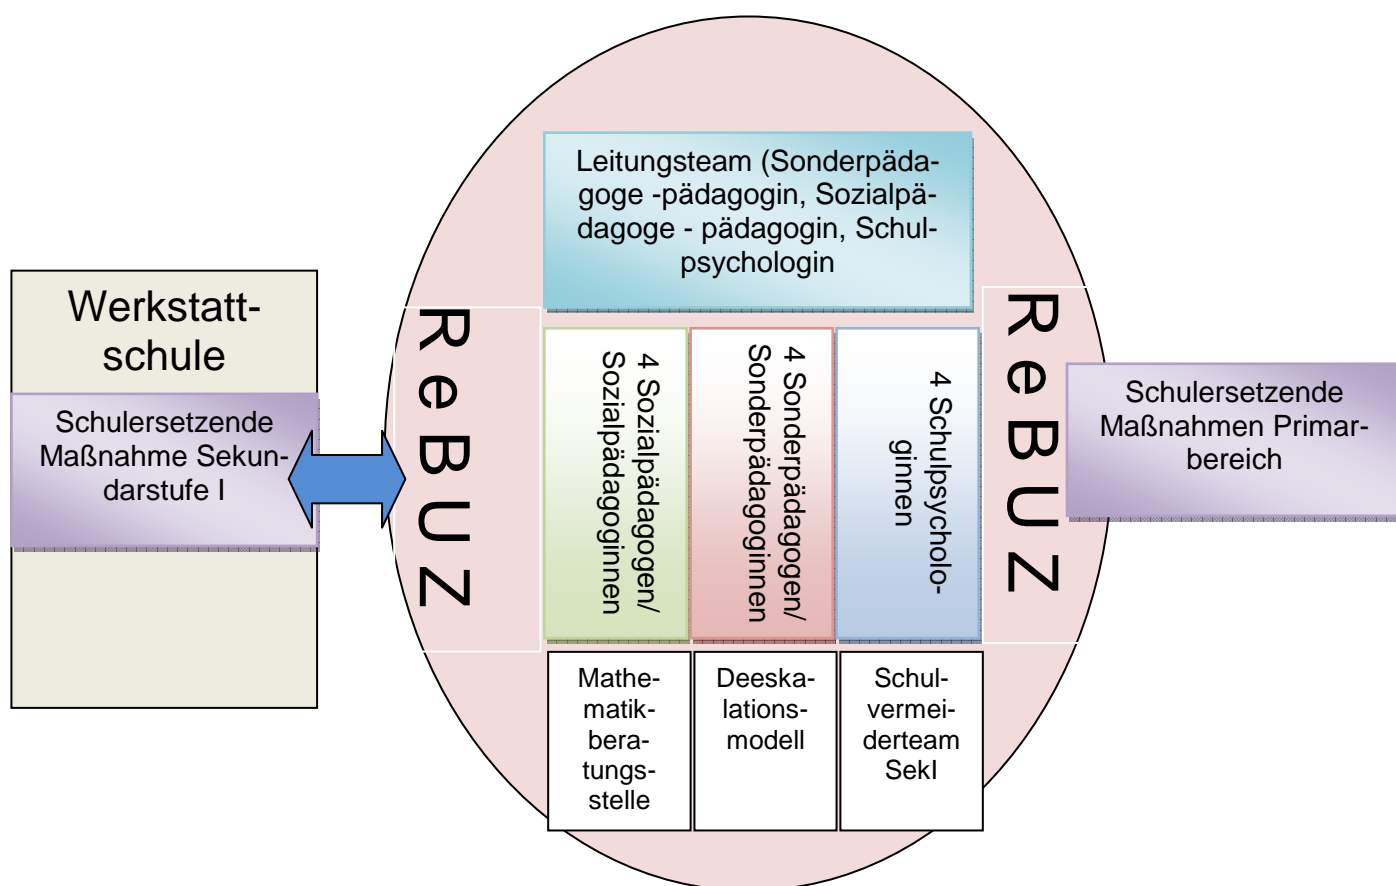 Leitungsteam (Sonderpäda-
goge -pädagogin, Sozialpä-
dagoge - pädagogin, Schul-
psychologin
Werkstatt-
schule
Schulersetzende
Maßnahme Sekun-
darstufe I
ReBUZ
4 Sozialpädagogen/
Sozialpädagoginnen
4 Sonderpädagogen/
Sonderpädagoginnen
4 Schulpsycholo-
ginnen
ReBUZ
Schulersetzende
Maßnahmen Primar-
bereich
Mathe-
matik-
bera-
tungs-
stelle
Deeska-
lations-
modell
Schul-
vermei-
derteam
SekI